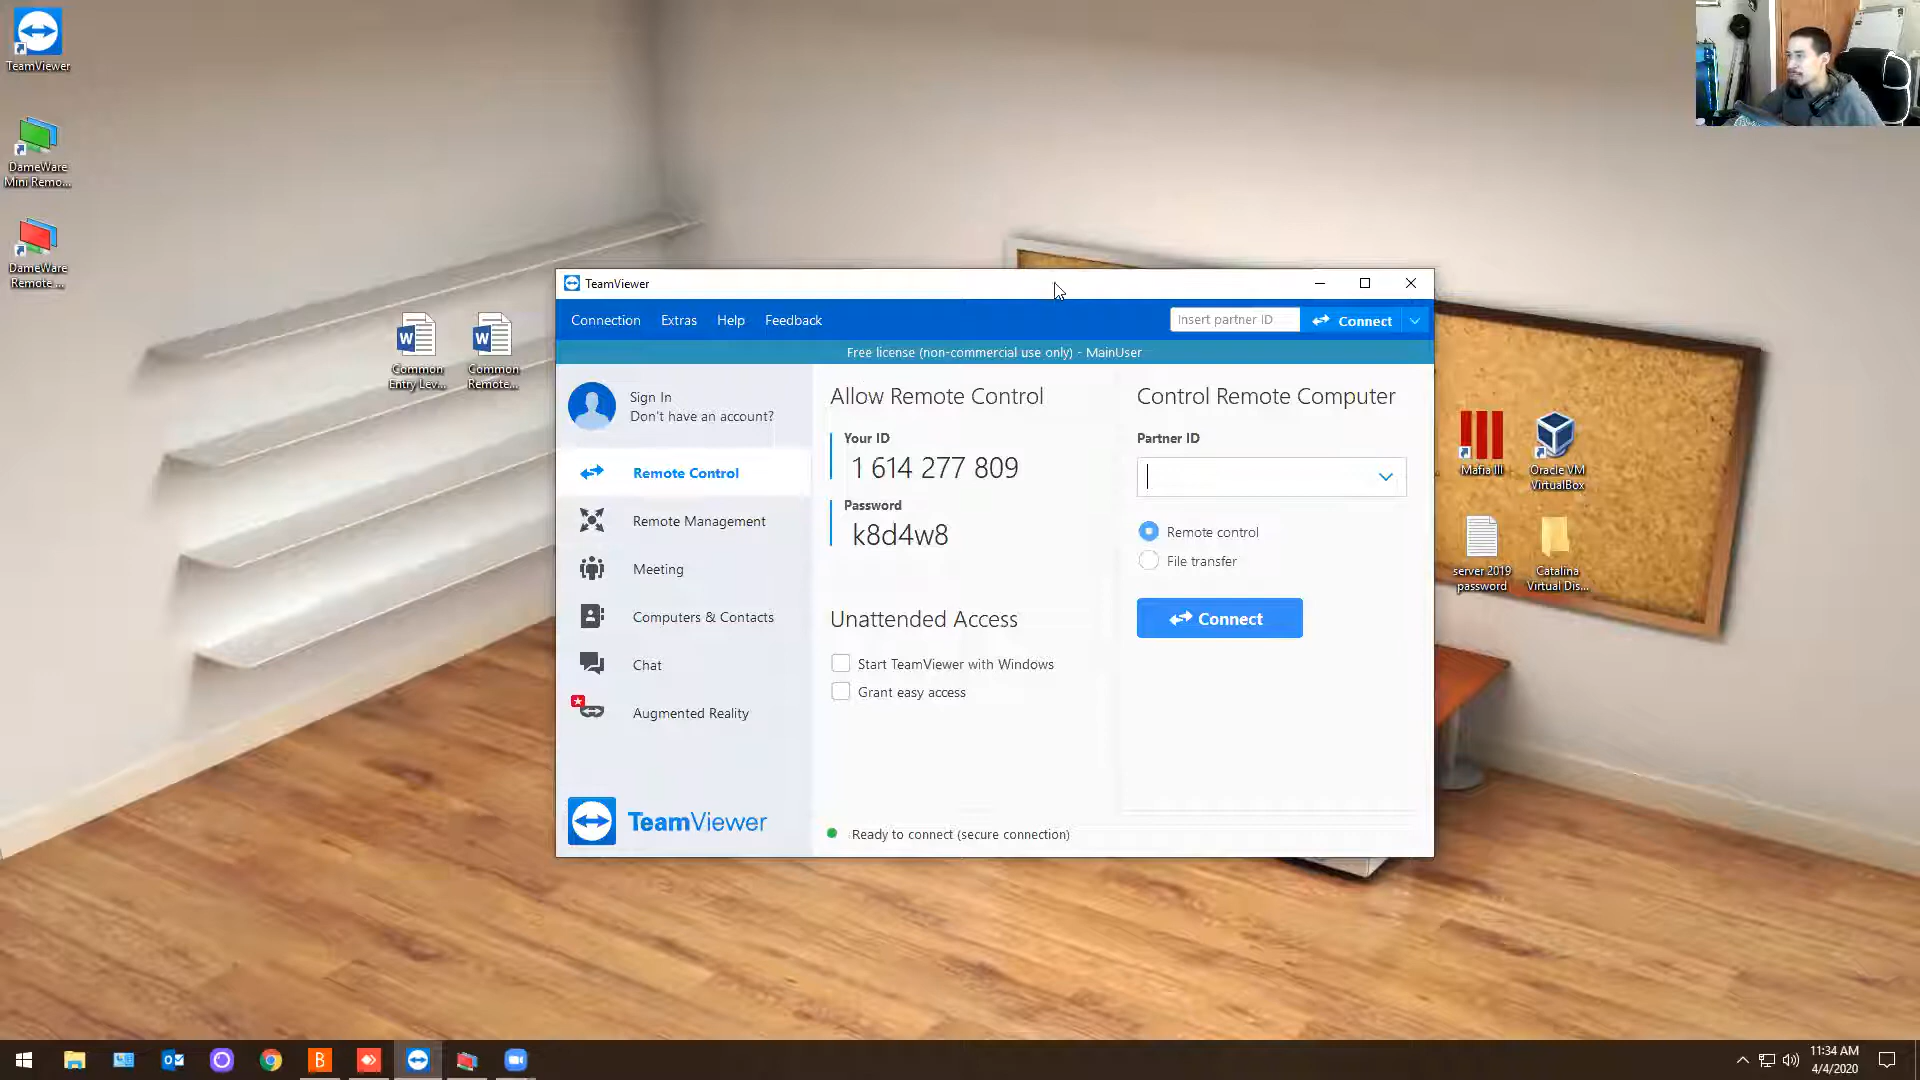 TeamViewer
DameWare
Mini Remo...
DameWare
Remote ...
Common
Entry Lev...
Common
Remote...
TeamViewer
Connection Extras Help Feedback
Insert partner ID Connect
Free license (non-commercial use only) - MainUser
Sign In
Don't have an account?
Remote Control
Remote Management
Meeting
Computers & Contacts
Chat
Augmented Reality
TeamViewer
Allow Remote Control
Your ID
1 614 277 809
Password
k8d4w8
Unattended Access
Start TeamViewer with Windows
Grant easy access
Ready to connect (secure connection)
Control Remote Computer
Partner ID
Remote control
File transfer
Connect
Mafia III
Oracle VM
VirtualBox
server 2019
password
Catalina
Virtual Dis...
11:34 AM
4/4/2020